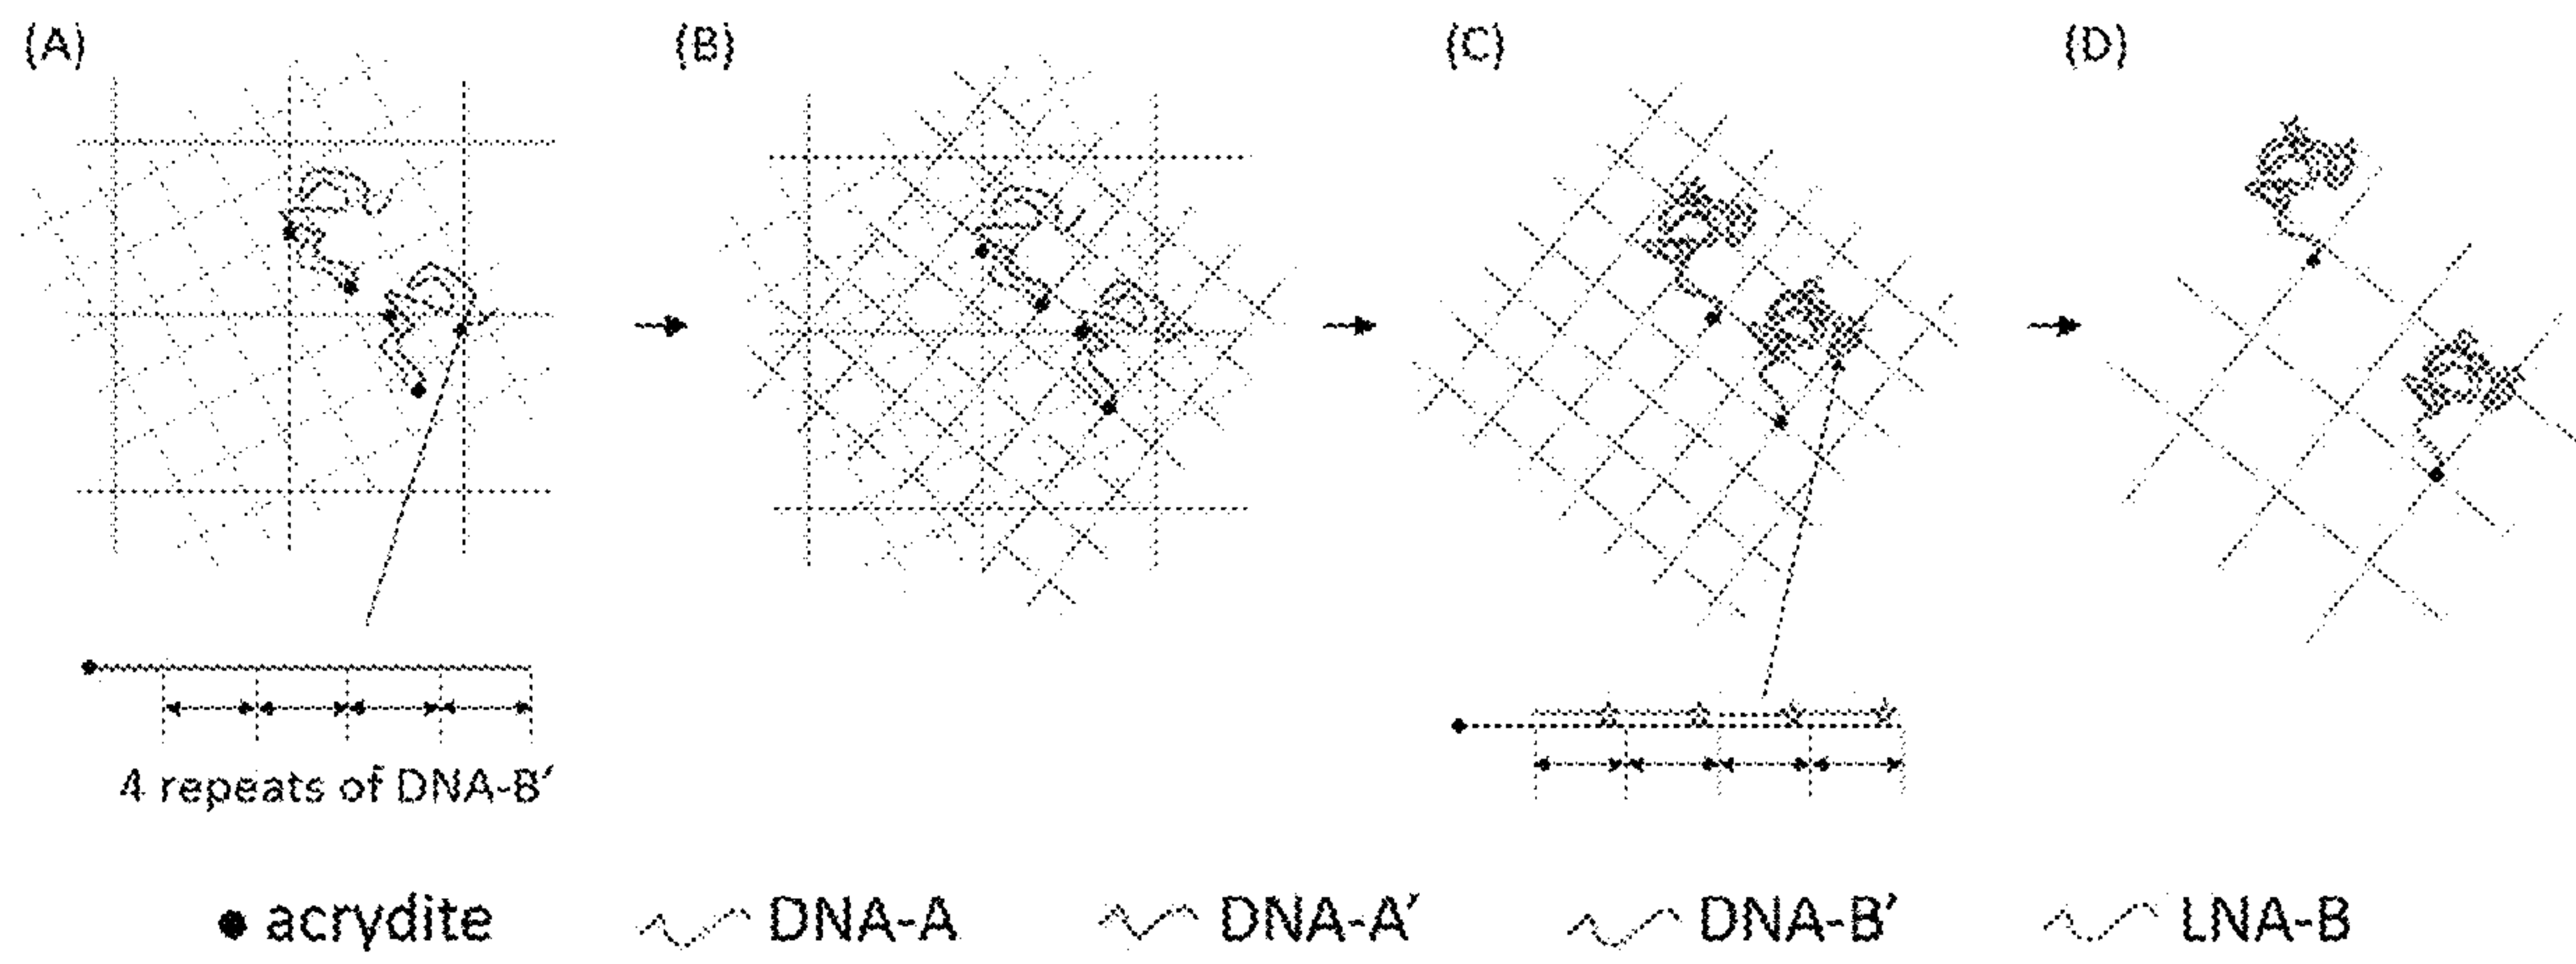 (A) (B) (C) (D)
4 repeats of DNA-B′
acrydite DNA-A DNA-A′ DNA-B′ LNA-B